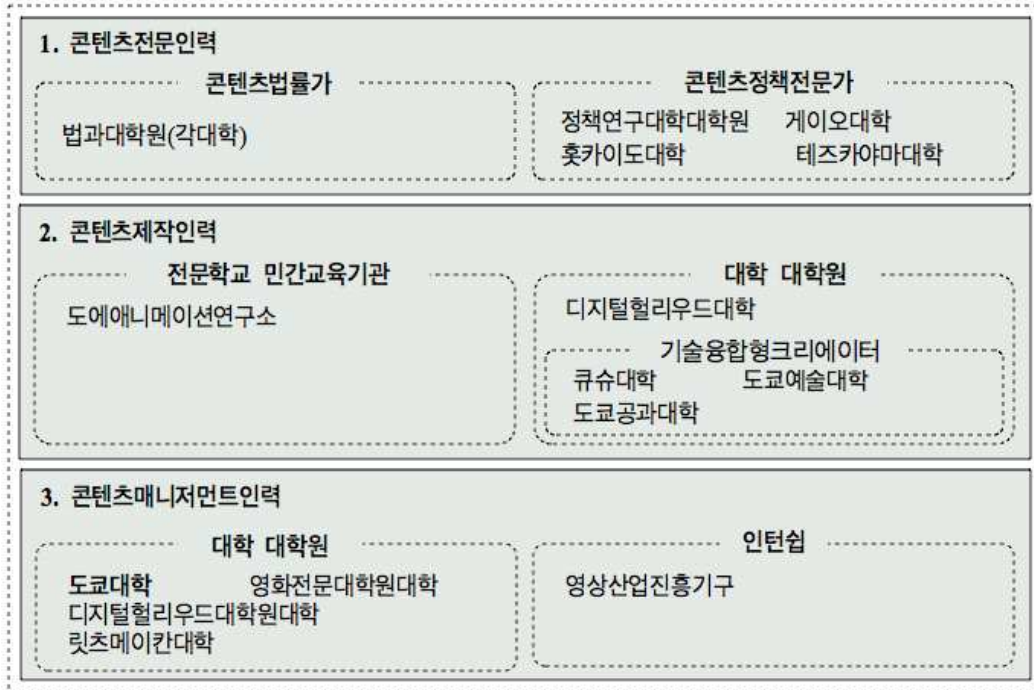 1. 콘텐츠전문인력
콘텐츠법률가
법과대학원(각대학)
콘텐츠정책전문가
정책연구대학대학원 게이오대학
홋카이도대학 테즈카야마대학
2. 콘텐츠제작인력
전문학교 민간교육기관
도에애니메이션연구소
대학 대학원
디지털헐리우드대학
기술융합형크리에이터
큐슈대학 도쿄예술대학
도쿄공과대학
3. 콘텐츠매니저먼트인력
대학 대학원
도쿄대학 영화전문대학원대학
디지털헐리우드대학원대학
릿츠메이칸대학
인턴쉽
영상산업진흥기구